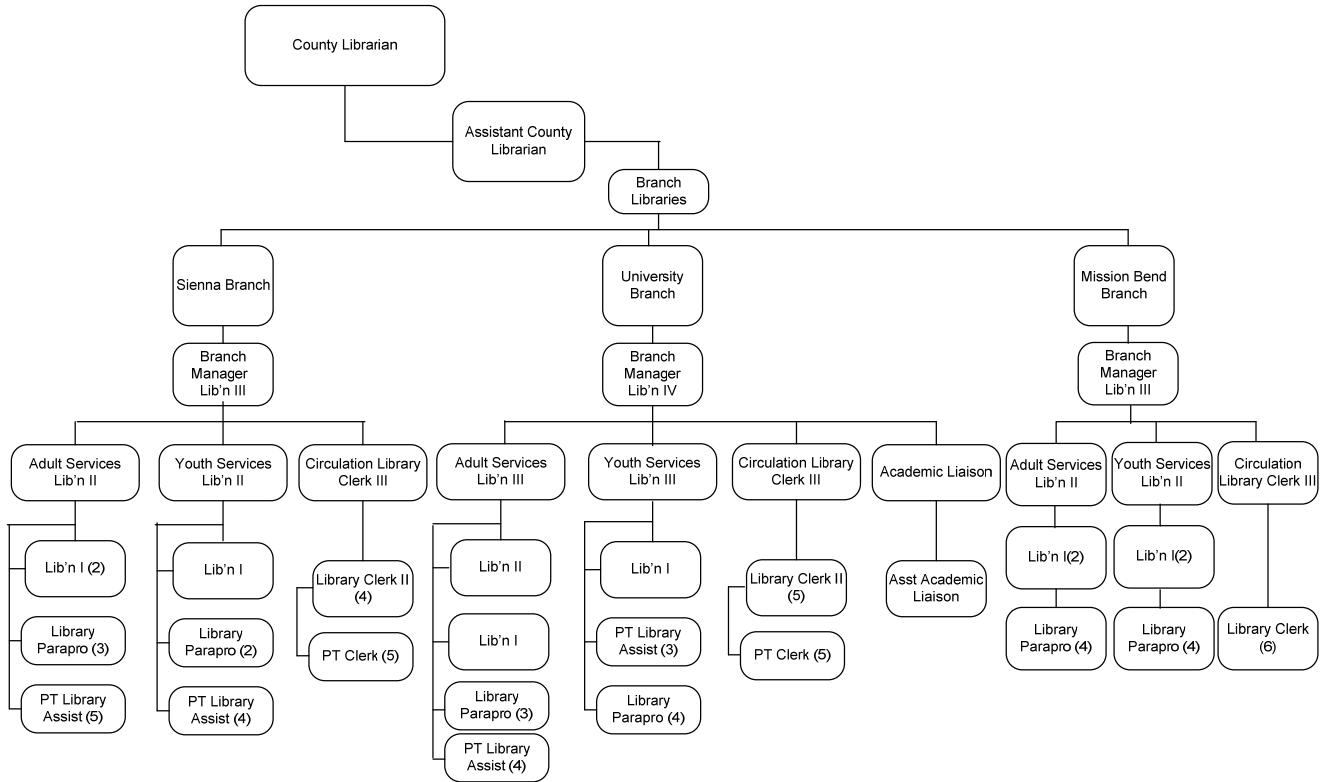 County Librarian
Assistant County
Librarian
Branch
Libraries
Sienna Branch
University
Branch
Mission Bend
Branch
Branch
Manager
Lib'n III
Branch
Manager
Lib'n IV
Branch
Manager
Lib'n III
Adult Services
Lib'n II
Youth Services
Lib'n II
Circulation Library
Clerk III
Adult Services
Lib'n III
Youth Services
Lib'n III
Circulation Library
Clerk III
Academic Liaison
Adult Services
Lib'n II
Youth Services
Lib'n II
Circulation
Library Clerk III
Lib'n I (2)
Library
Parapro (3)
PT Library
Assist (5)
Lib'n I
Library
Parapro (2)
PT Library
Assist (4)
Library Clerk II
(4)
PT Clerk (5)
Lib'n II
Lib'n I
Library
Parapro (3)
PT Library
Assist (4)
Lib'n I
PT Library
Assist (3)
Library
Parapro (4)
Library Clerk II
(5)
PT Clerk (5)
Asst Academic
Liaison
Lib'n I(2)
Library
Parapro (4)
Lib'n I(2)
Library
Parapro (4)
Library Clerk
(6)